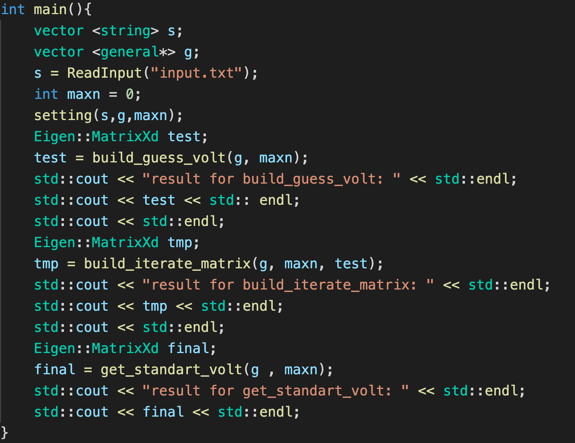 int main(){
vector <string> s;
vector <general*> g;
s = ReadInput("input.txt");
int maxn = 0;
setting(s,g,maxn);
Eigen::MatrixXd test;
test = build_guess_volt(g, maxn);
std::cout << "result for build_guess_volt: " << std::endl;
std::cout << test << std:: endl;
std::cout << std::endl;
Eigen::MatrixXd tmp;
tmp = build_iterate_matrix(g, maxn, test);
std::cout << "result for build_iterate_matrix: " << std::endl;
std::cout << tmp << std::endl;
std::cout << std::endl;
Eigen::MatrixXd final;
final = get_standart_volt(g , maxn);
std::cout << "result for get_standart_volt: " << std::endl;
std::cout << final << std::endl;
}